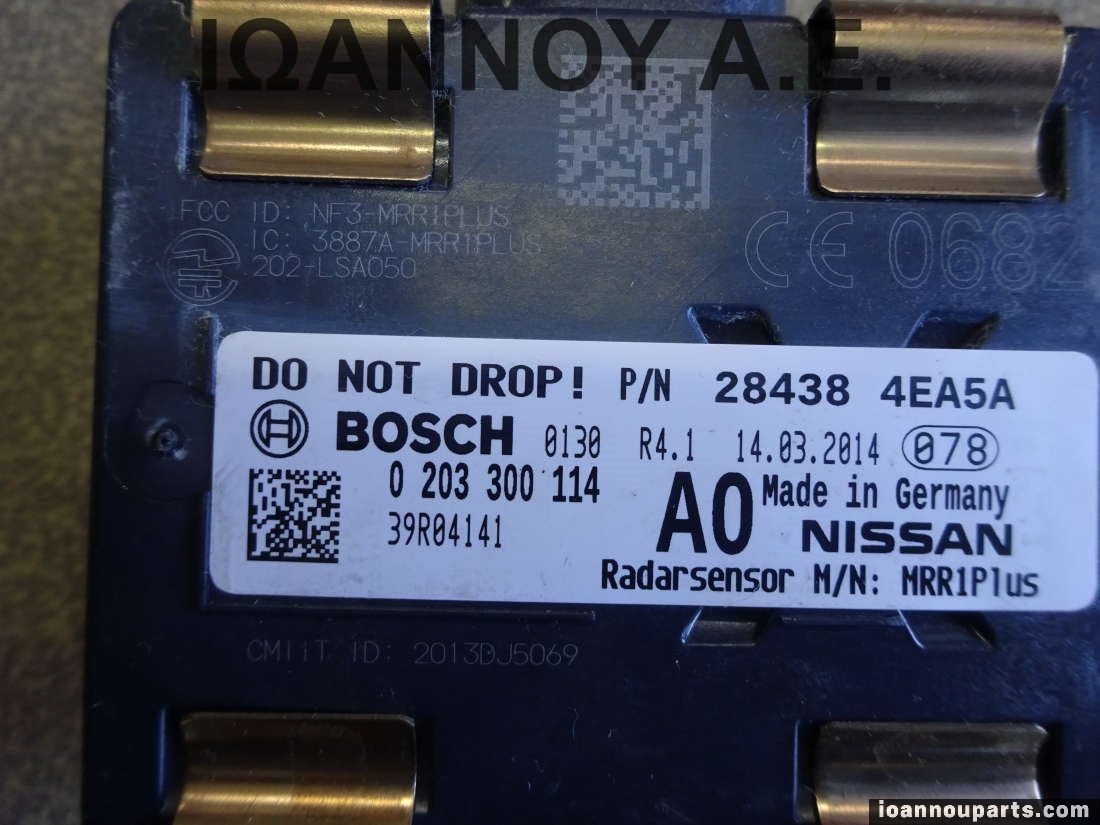 ΙΩΑΝΝΟΥ Α.Ε.
FCC ID: NF3-MRR1PLUS
IC: 3887A-MRR1PLUS
202-LSA050
CE 0682
DO NOT DROP! P/N 28438 4EA5A
BOSCH 0130 R4.1 14.03.2014 078
0 203 300 114 A0 Made in Germany
39R04141 NISSAN
Radarsensor M/N: MRR1Plus
CMIIT ID: 2013DJ5069
ioannouparts.com